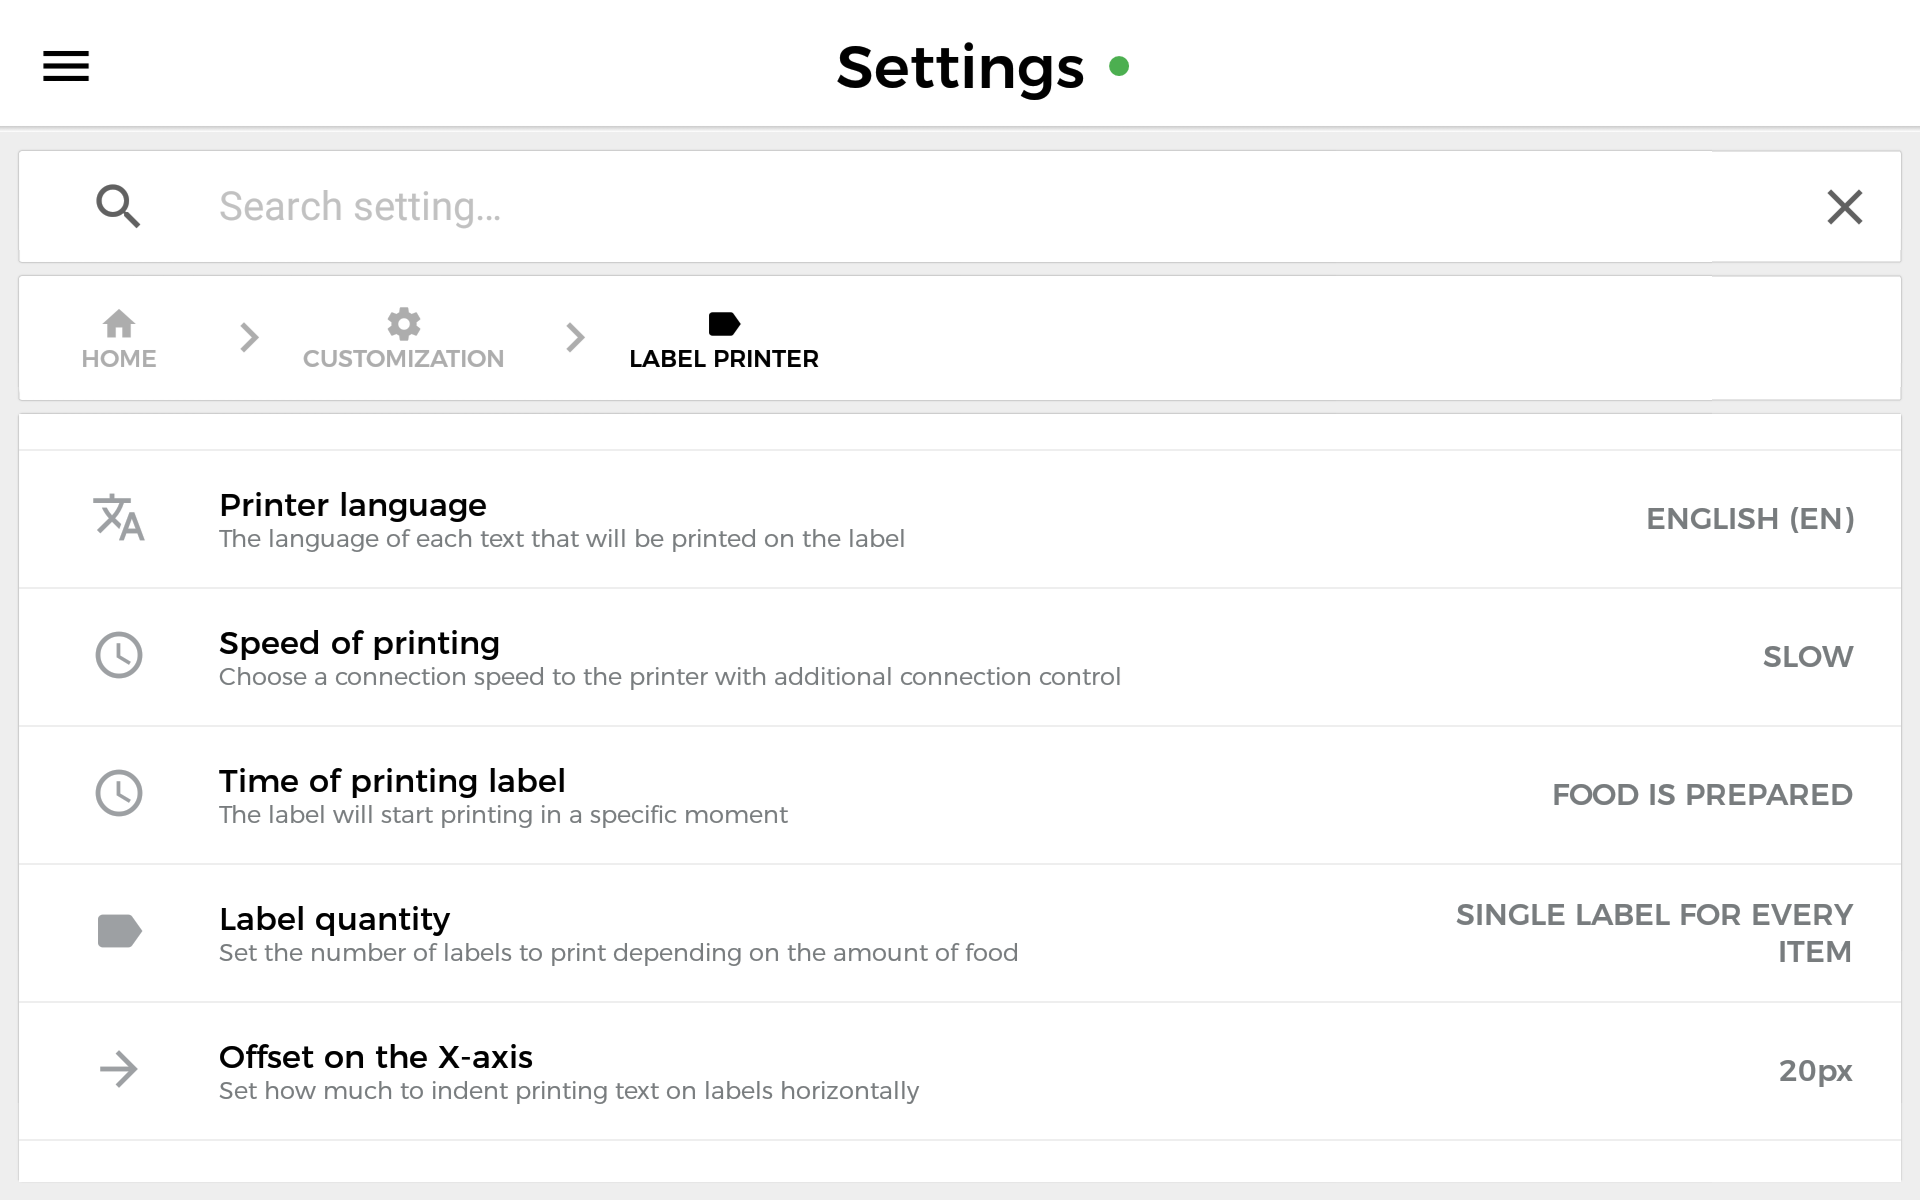 Settings
Search setting...
HOME
CUSTOMIZATION
LABEL PRINTER
Printer language
The language of each text that will be printed on the label
ENGLISH (EN)
Speed of printing
Choose a connection speed to the printer with additional connection control
SLOW
Time of printing label
The label will start printing in a specific moment
FOOD IS PREPARED
Label quantity
Set the number of labels to print depending on the amount of food
SINGLE LABEL FOR EVERY
ITEM
Offset on the X-axis
Set how much to indent printing text on labels horizontally
20px